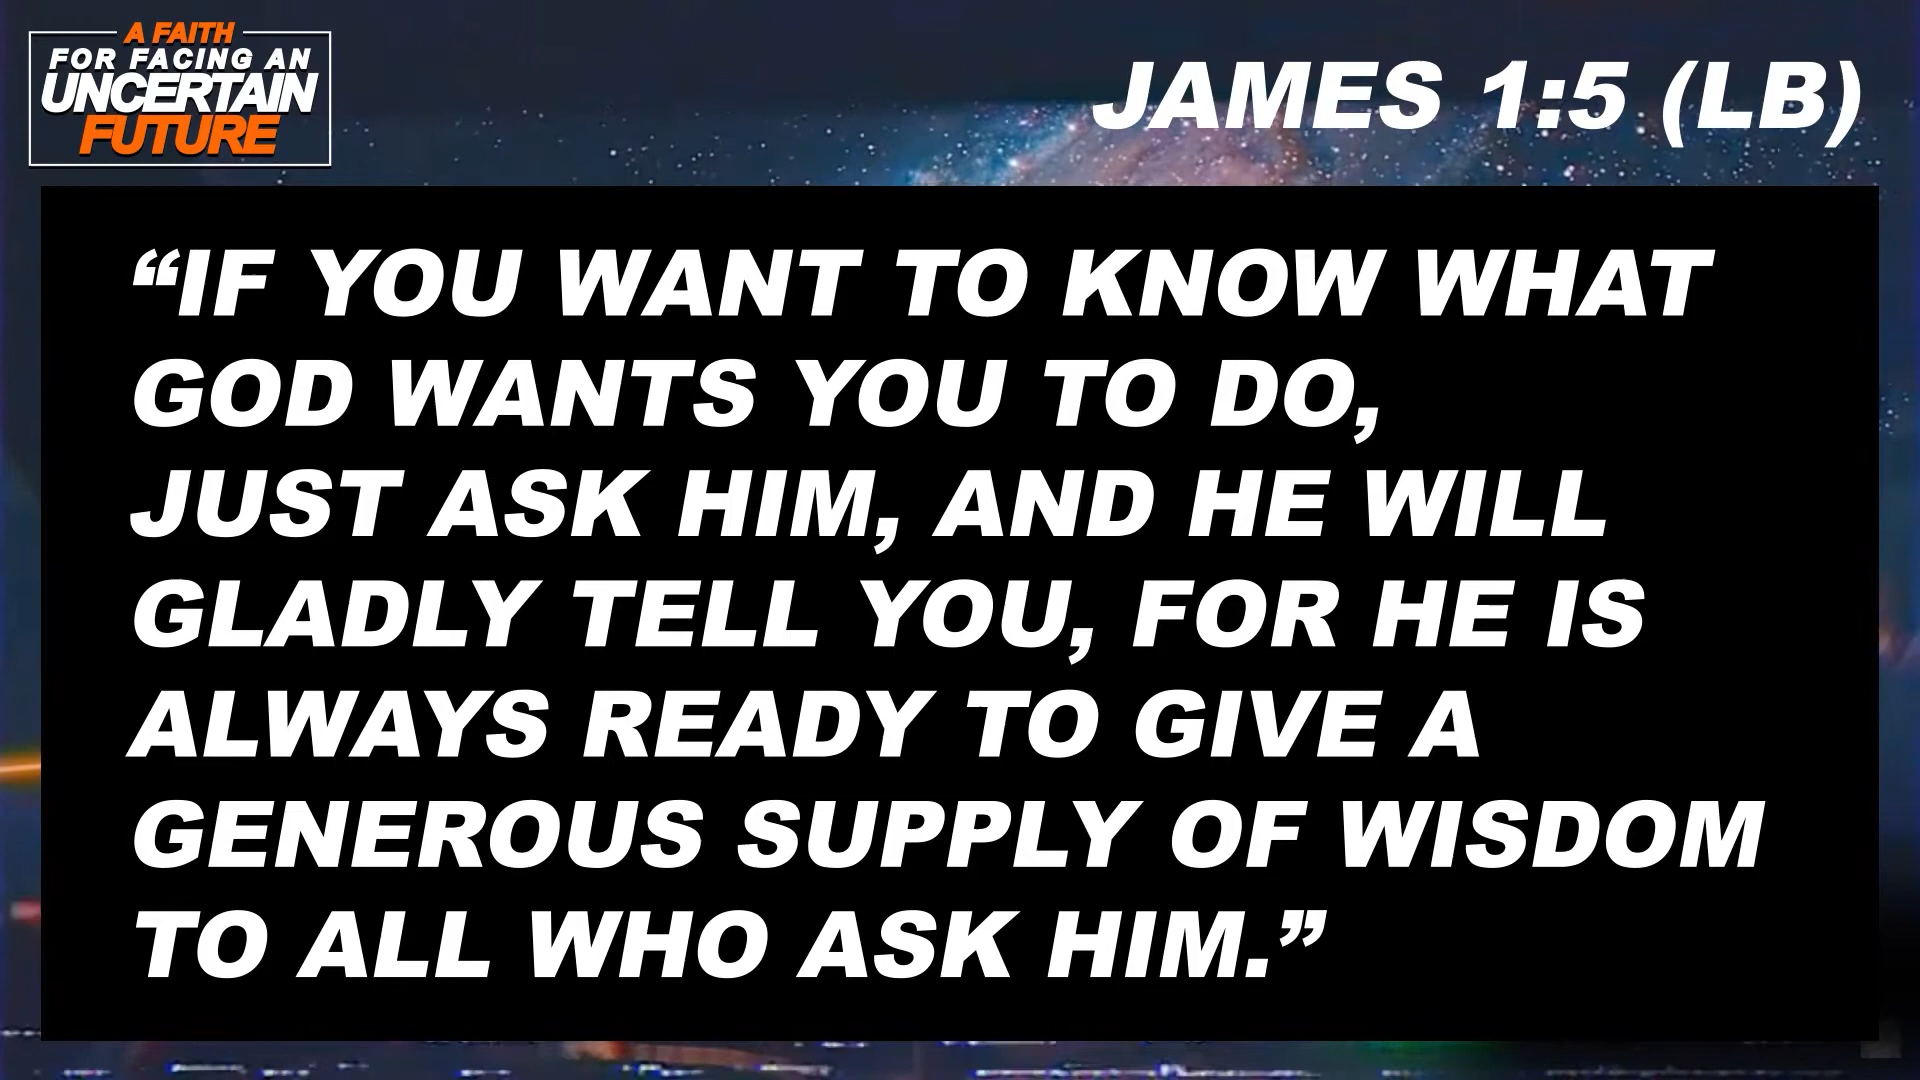 A FAITH
FOR FACING AN
UNCERTAIN
FUTURE
JAMES 1:5 (LB)
“IF YOU WANT TO KNOW WHAT
GOD WANTS YOU TO DO,
JUST ASK HIM, AND HE WILL
GLADLY TELL YOU, FOR HE IS
ALWAYS READY TO GIVE A
GENEROUS SUPPLY OF WISDOM
TO ALL WHO ASK HIM.”